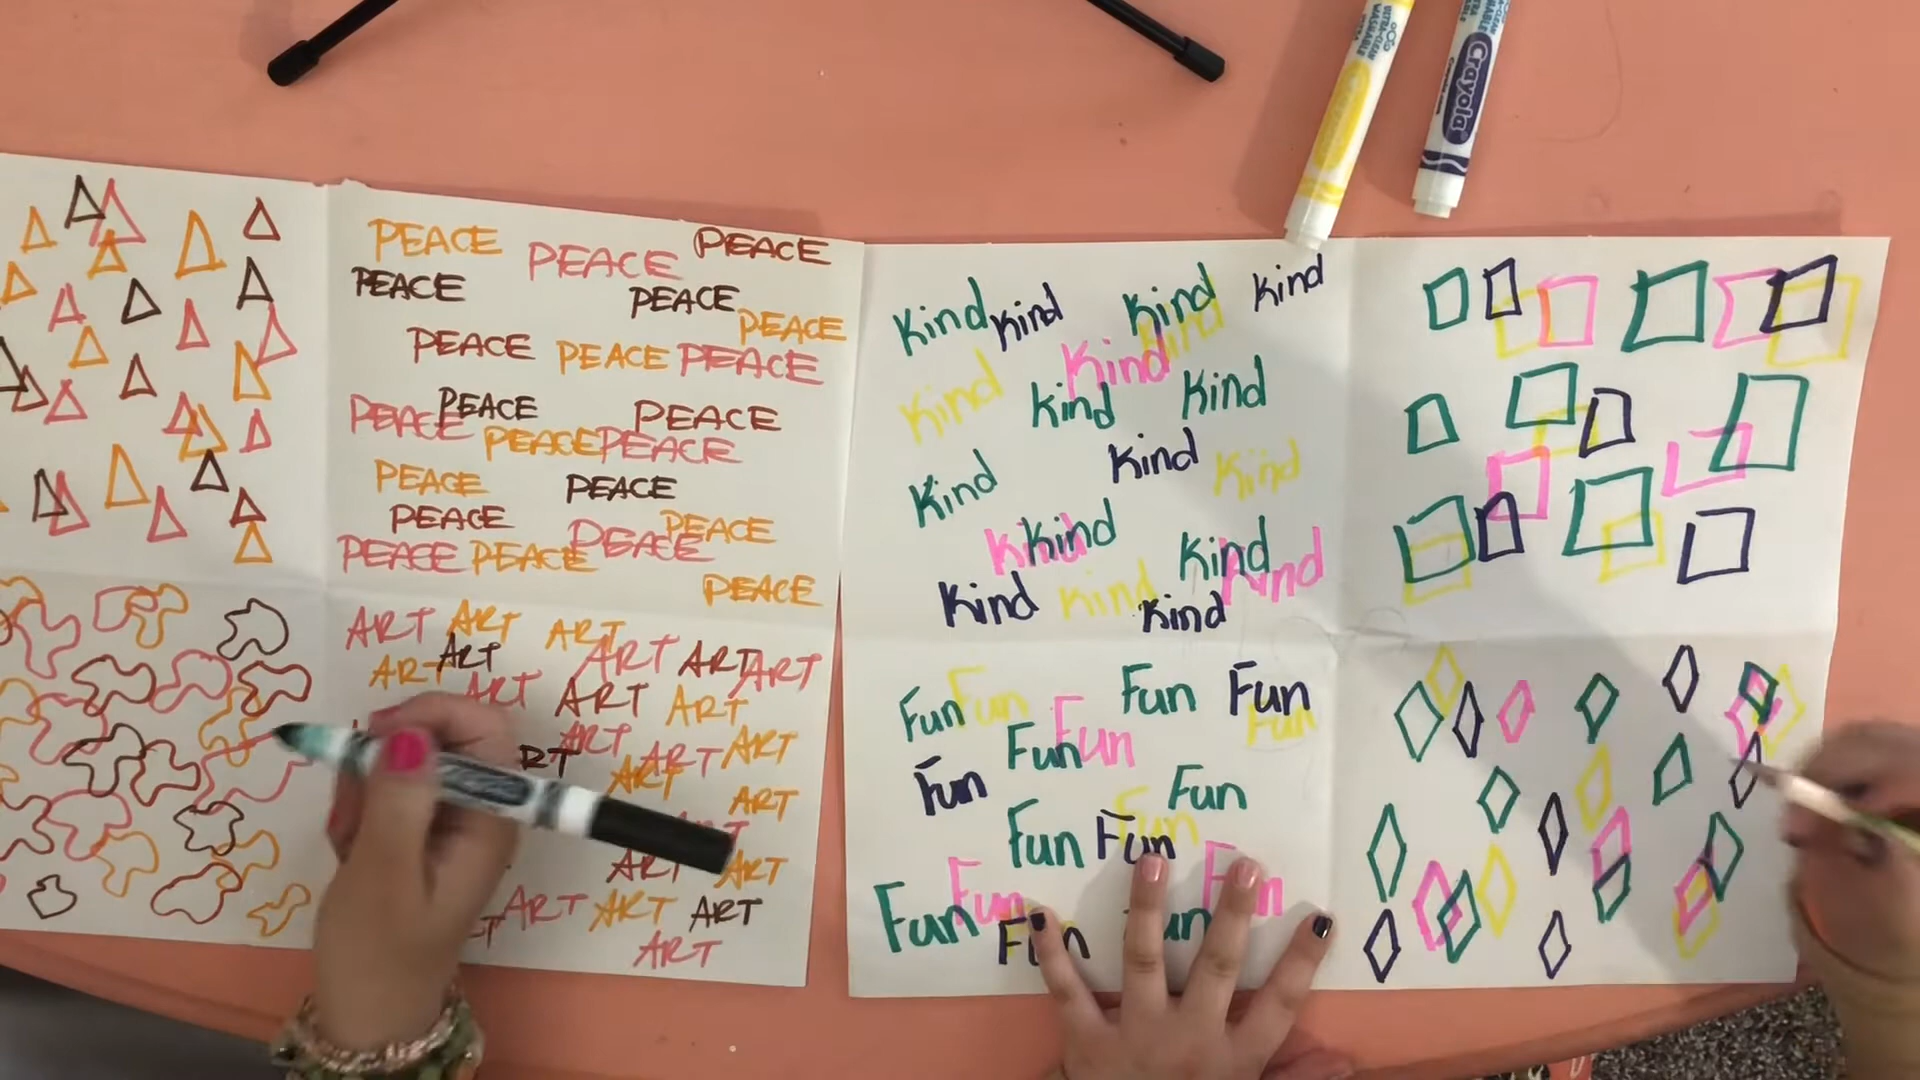 PEACE PEACE PEACE
PEACE PEACE PEACE
PEACE PEACE PEACE
PEACE PEACE PEACE
PEACE PEACE
PEACE PEACE
PEACE PEACE PEACE
PEACE PEACE PEACE
PEACE
ART ART ART
ART ART ART ART ART
ART ART ART
ART ART ART
RT ART
ART
ART ART
ART ART ART
ART
Kind Kind Kind Kind
Kind
Kind Kind
Kind Kind
Kind Kind
Kind
Kind Kind
Kind Kind
Kind Kind Kind
Fun Fun Fun Fun
Fun
Fun Fun
Fun Fun
Fun Fun Fun
Fun Fun
Fun
Crayola